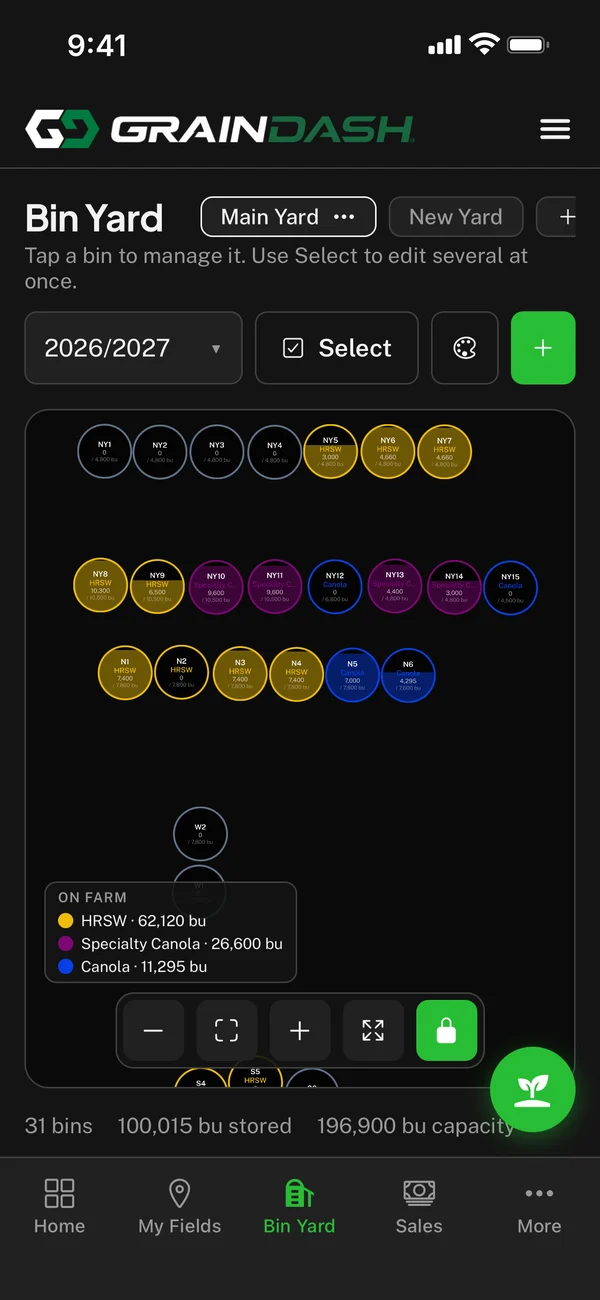 9:41
GRAINDASH
Bin Yard
Main Yard •••
New Yard
+
Tap a bin to manage it. Use Select to edit several at
once.
2026/2027 ▼
Select
+
NY1
0
/ 4,800 bu
NY2
0
/ 4,800 bu
NY3
0
/ 4,800 bu
NY4
0
/ 4,800 bu
NY5
HRSW
3,000
/ 4,800 bu
NY6
HRSW
4,660
/ 4,800 bu
NY7
HRSW
4,660
/ 4,800 bu
NY8
HRSW
10,300
/ 10,500 bu
NY9
HRSW
6,500
/ 10,500 bu
NY10
Specialty C...
9,600
/ 10,500 bu
NY11
Specialty C...
9,600
/ 10,500 bu
NY12
Canola
0
/ 6,800 bu
NY13
Specialty C...
4,400
/ 4,800 bu
NY14
Specialty C...
3,000
/ 4,800 bu
NY15
Canola
0
/ 4,500 bu
N1
HRSW
7,400
/ 7,600 bu
N2
HRSW
0
/ 7,600 bu
N3
HRSW
7,400
/ 7,600 bu
N4
HRSW
7,400
/ 7,600 bu
N5
Canola
7,000
/ 7,600 bu
N6
Canola
4,295
/ 7,600 bu
W2
0
/ 7,600 bu
W1
ON FARM
HRSW · 62,120 bu
Specialty Canola · 26,600 bu
Canola · 11,295 bu
S4
S5
HRSW
31 bins 100,015 bu stored 196,900 bu capacity
Home
My Fields
Bin Yard
Sales
More